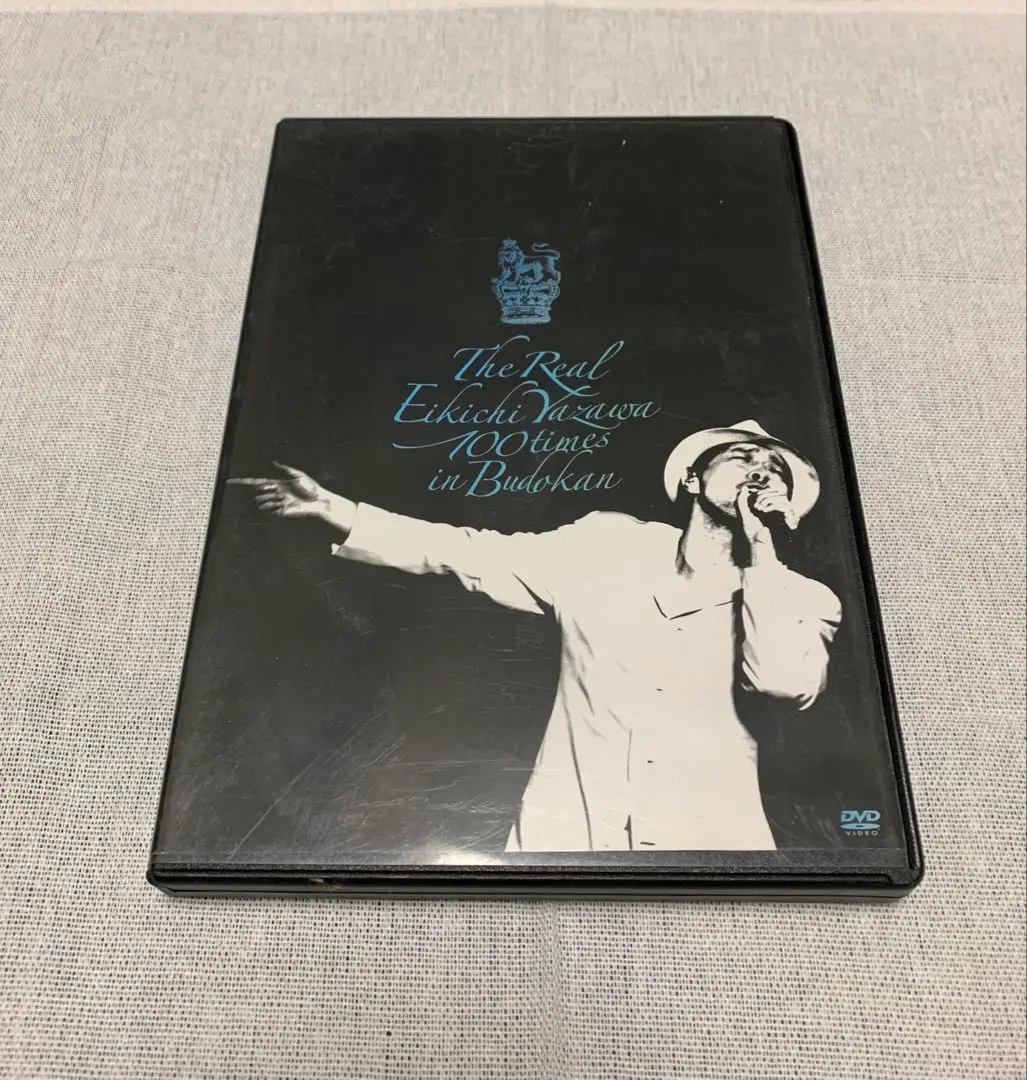 The Real
Eikichi Yazawa
100 times
in Budokan
DVD
VIDEO